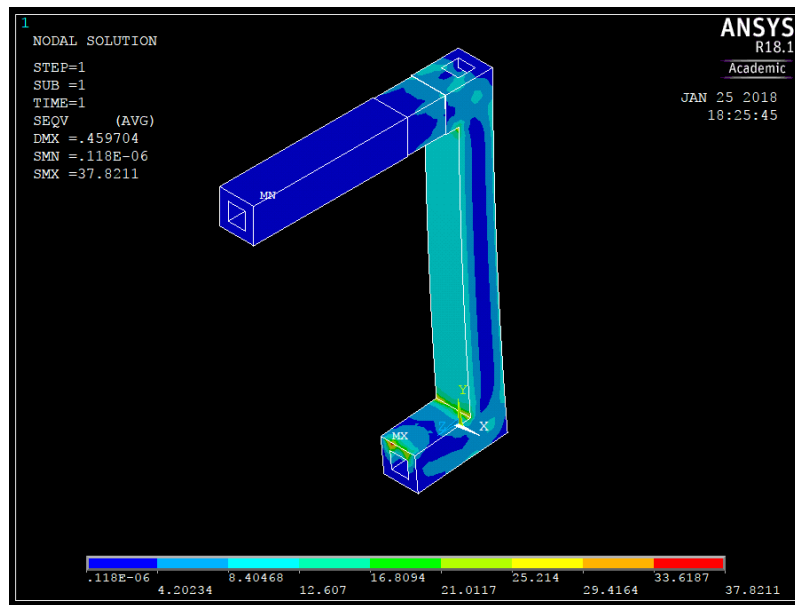 1
NODAL SOLUTION
STEP=1
SUB =1
TIME=1
SEQV (AVG)
DMX =.459704
SMN =.118E-06
SMX =37.8211
ANSYS
R18.1
Academic
JAN 25 2018
18:25:45
MN
Y
Z
X
MX
.118E-06 8.40468 16.8094 25.214 33.6187
4.20234 12.607 21.0117 29.4164 37.8211